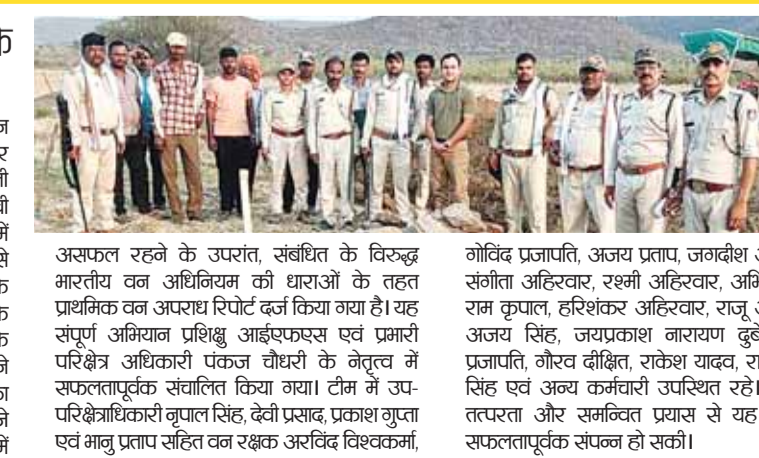 के
न
र
नी
वी
में
से
के
के
क
ने
का
ने
में
असफल रहने के उपरांत, संबंधित के विरुद्ध
भारतीय वन अधिनियम की धाराओं के तहत
प्राथमिक वन अपराध रिपोर्ट दर्ज किया गया है। यह
संपूर्ण अभियान प्रशिक्षु आईएफएस एवं प्रभारी
परिक्षेत्र अधिकारी पंकज चौधरी के नेतृत्व में
सफलतापूर्वक संचालित किया गया। टीम में उप-
परिक्षेत्राधिकारी नृपाल सिंह, देवी प्रसाद, प्रकाश गुप्ता
एवं भानु प्रताप सहित वन रक्षक अरविंद विश्वकर्मा,
गोविंद प्रजापति, अजय प्रताप, जगदीश
संगीता अहिरवार, रश्मी अहिरवार, अभि
राम कृपाल, हरिशंकर अहिरवार, राजू
अजय सिंह, जयप्रकाश नारायण दुबे
प्रजापति, गौरव दीक्षित, राकेश यादव, रा
सिंह एवं अन्य कर्मचारी उपस्थित रहे।
तत्परता और समन्वित प्रयास से यह
सफलतापूर्वक संपन्न हो सकी।